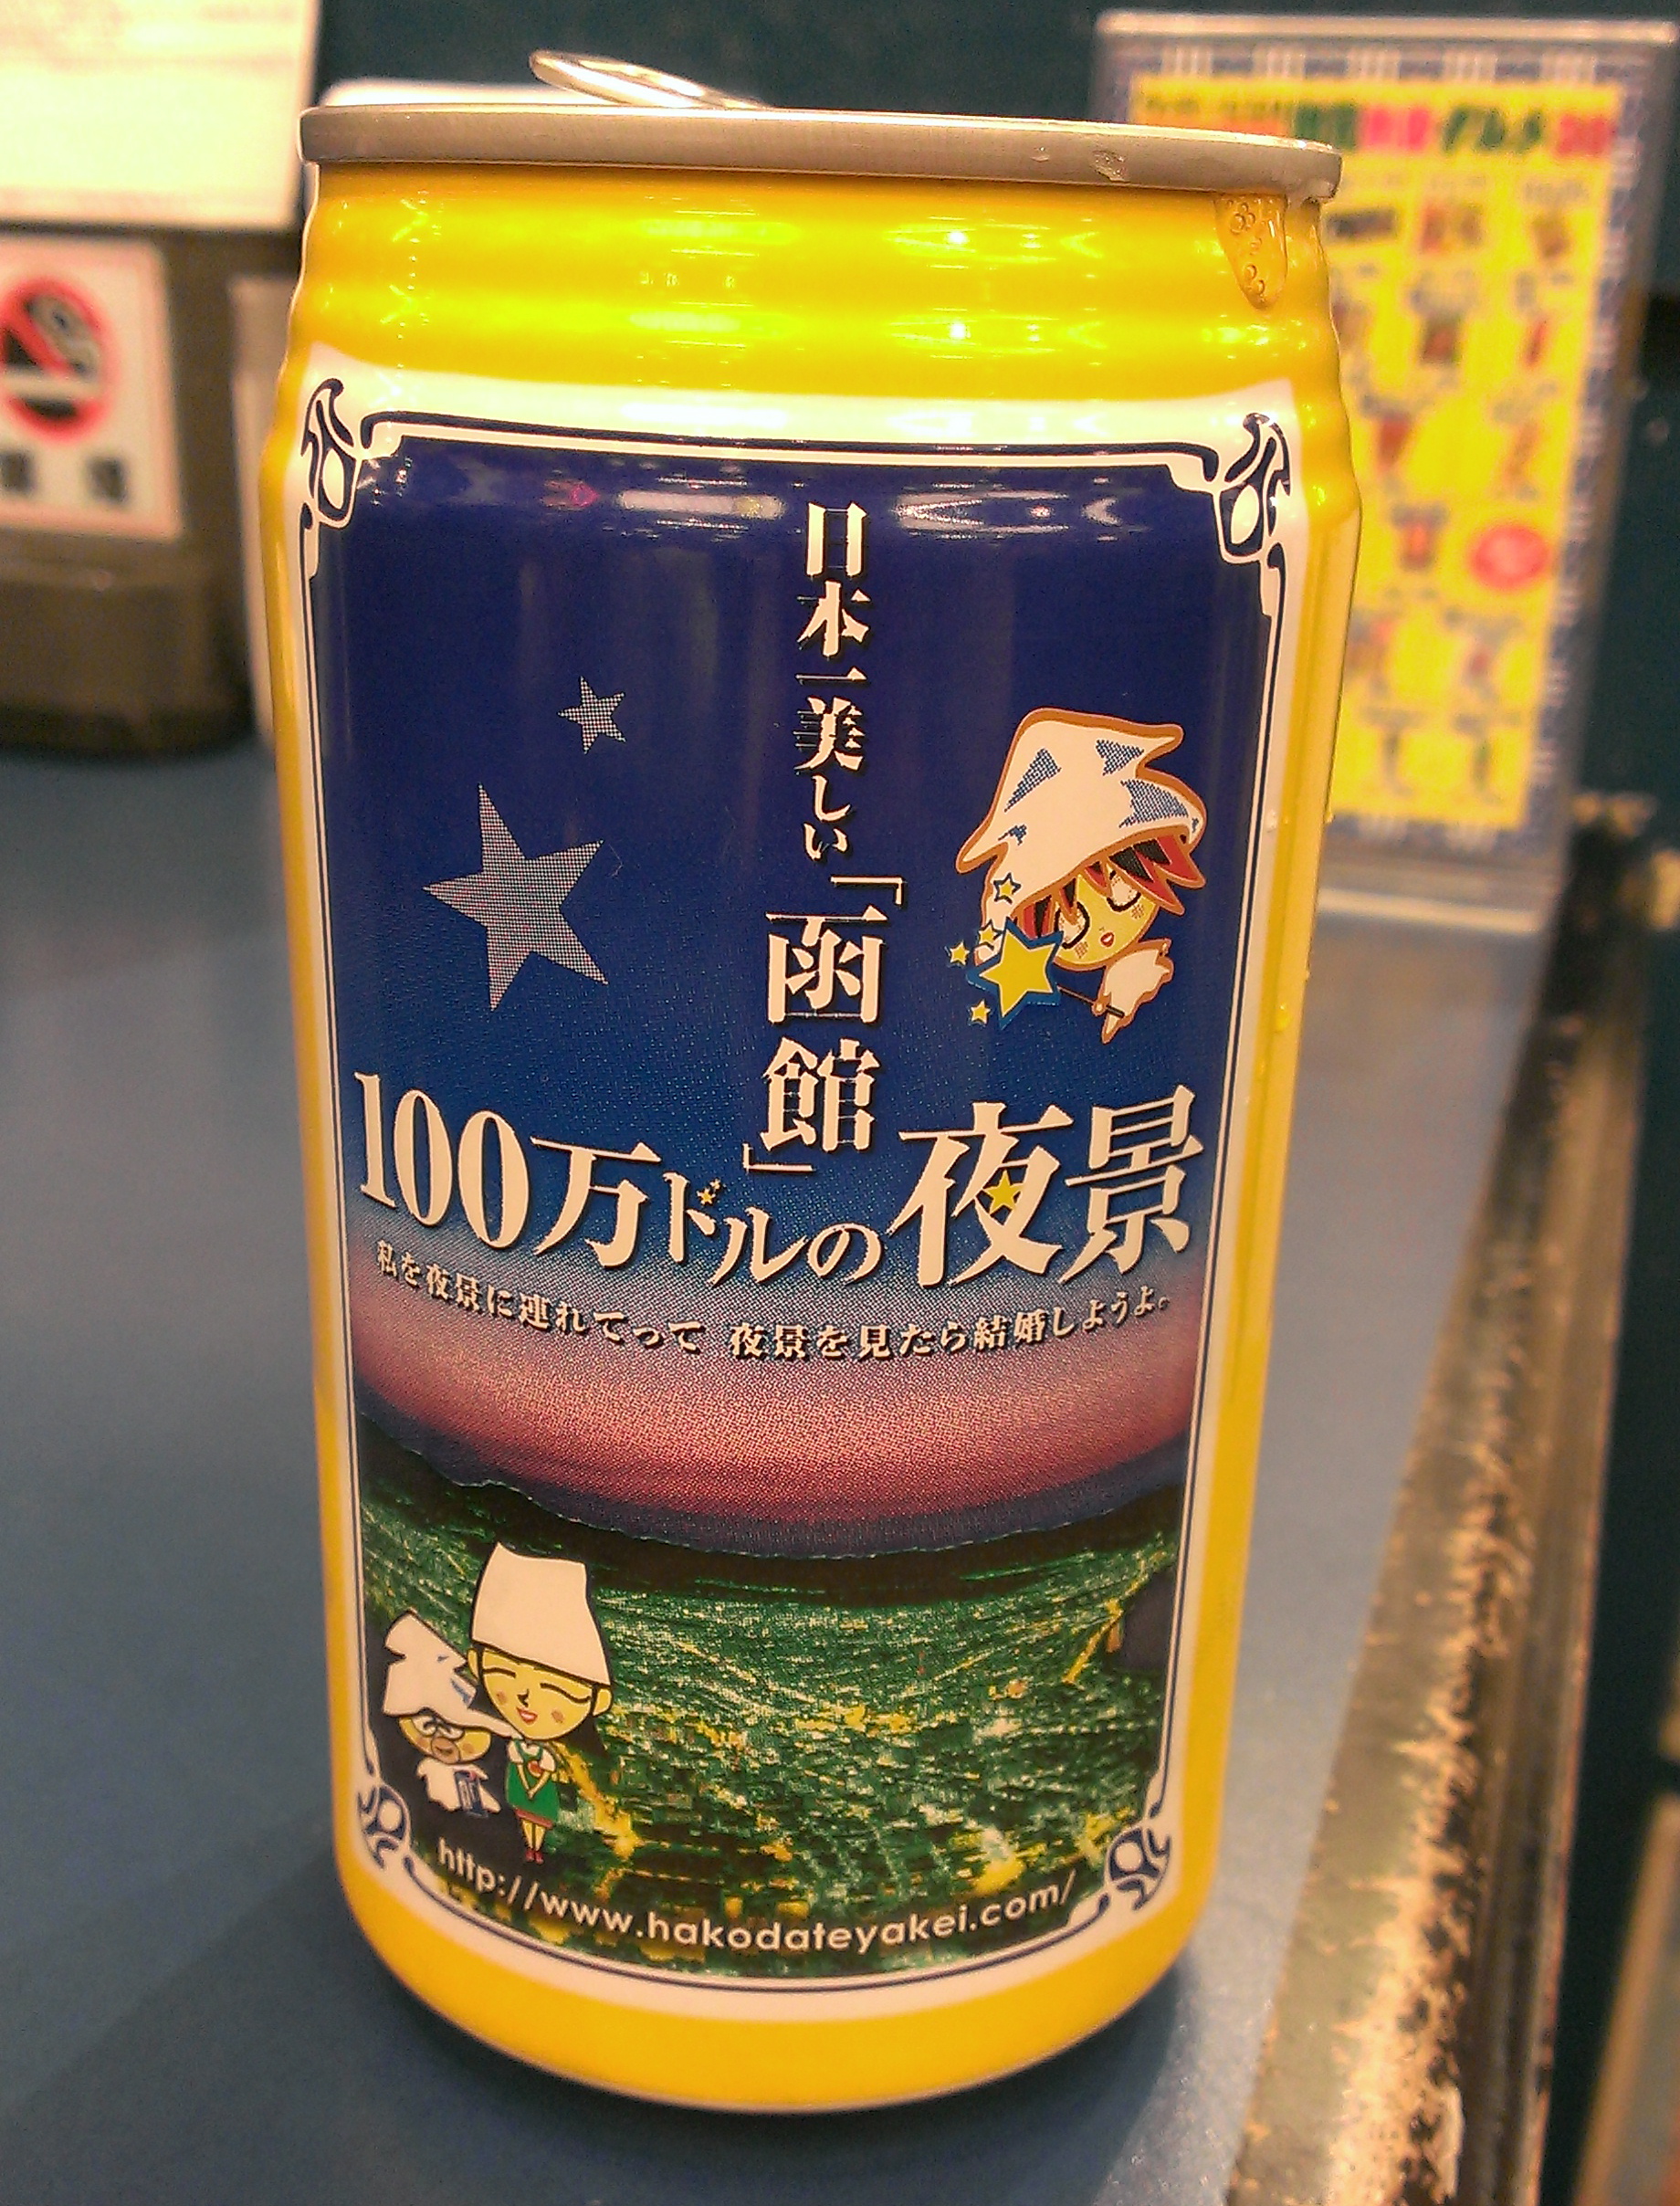 日本一美しい「函館」
100万ドルの夜景
私を夜景に連れてって 夜景を見たら結婚しようよ。
http://www.hakodateyakei.com/